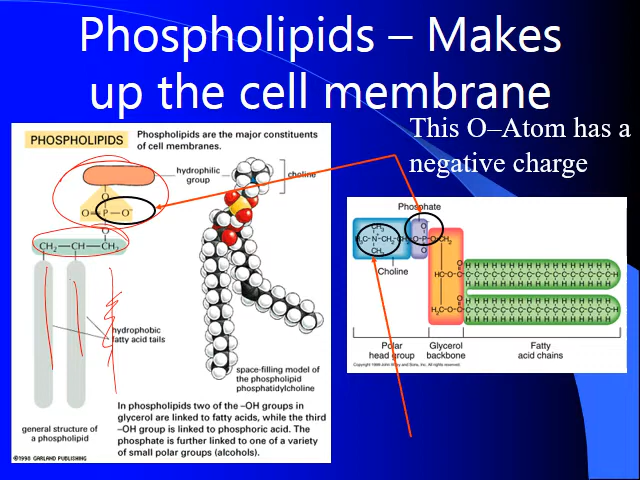 Phospholipids – Makes
up the cell membrane
This O–Atom has a
negative charge
PHOSPHOLIPIDS
Phospholipids are the major constituents
of cell membranes.
hydrophilic
group
choline
O
O=P—O⁻
O
CH₂—CH—CH₂
hydrophobic
fatty acid tails
space-filling model of
the phospholipid
phosphatidylcholine
general structure of
a phospholipid
In phospholipids two of the –OH groups in
glycerol are linked to fatty acids, while the third
–OH group is linked to phosphoric acid. The
phosphate is further linked to one of a variety
of small polar groups (alcohols).
©1998 GARLAND PUBLISHING
Phosphate
Choline
Polar
head group
Glycerol
backbone
Fatty
acid chains